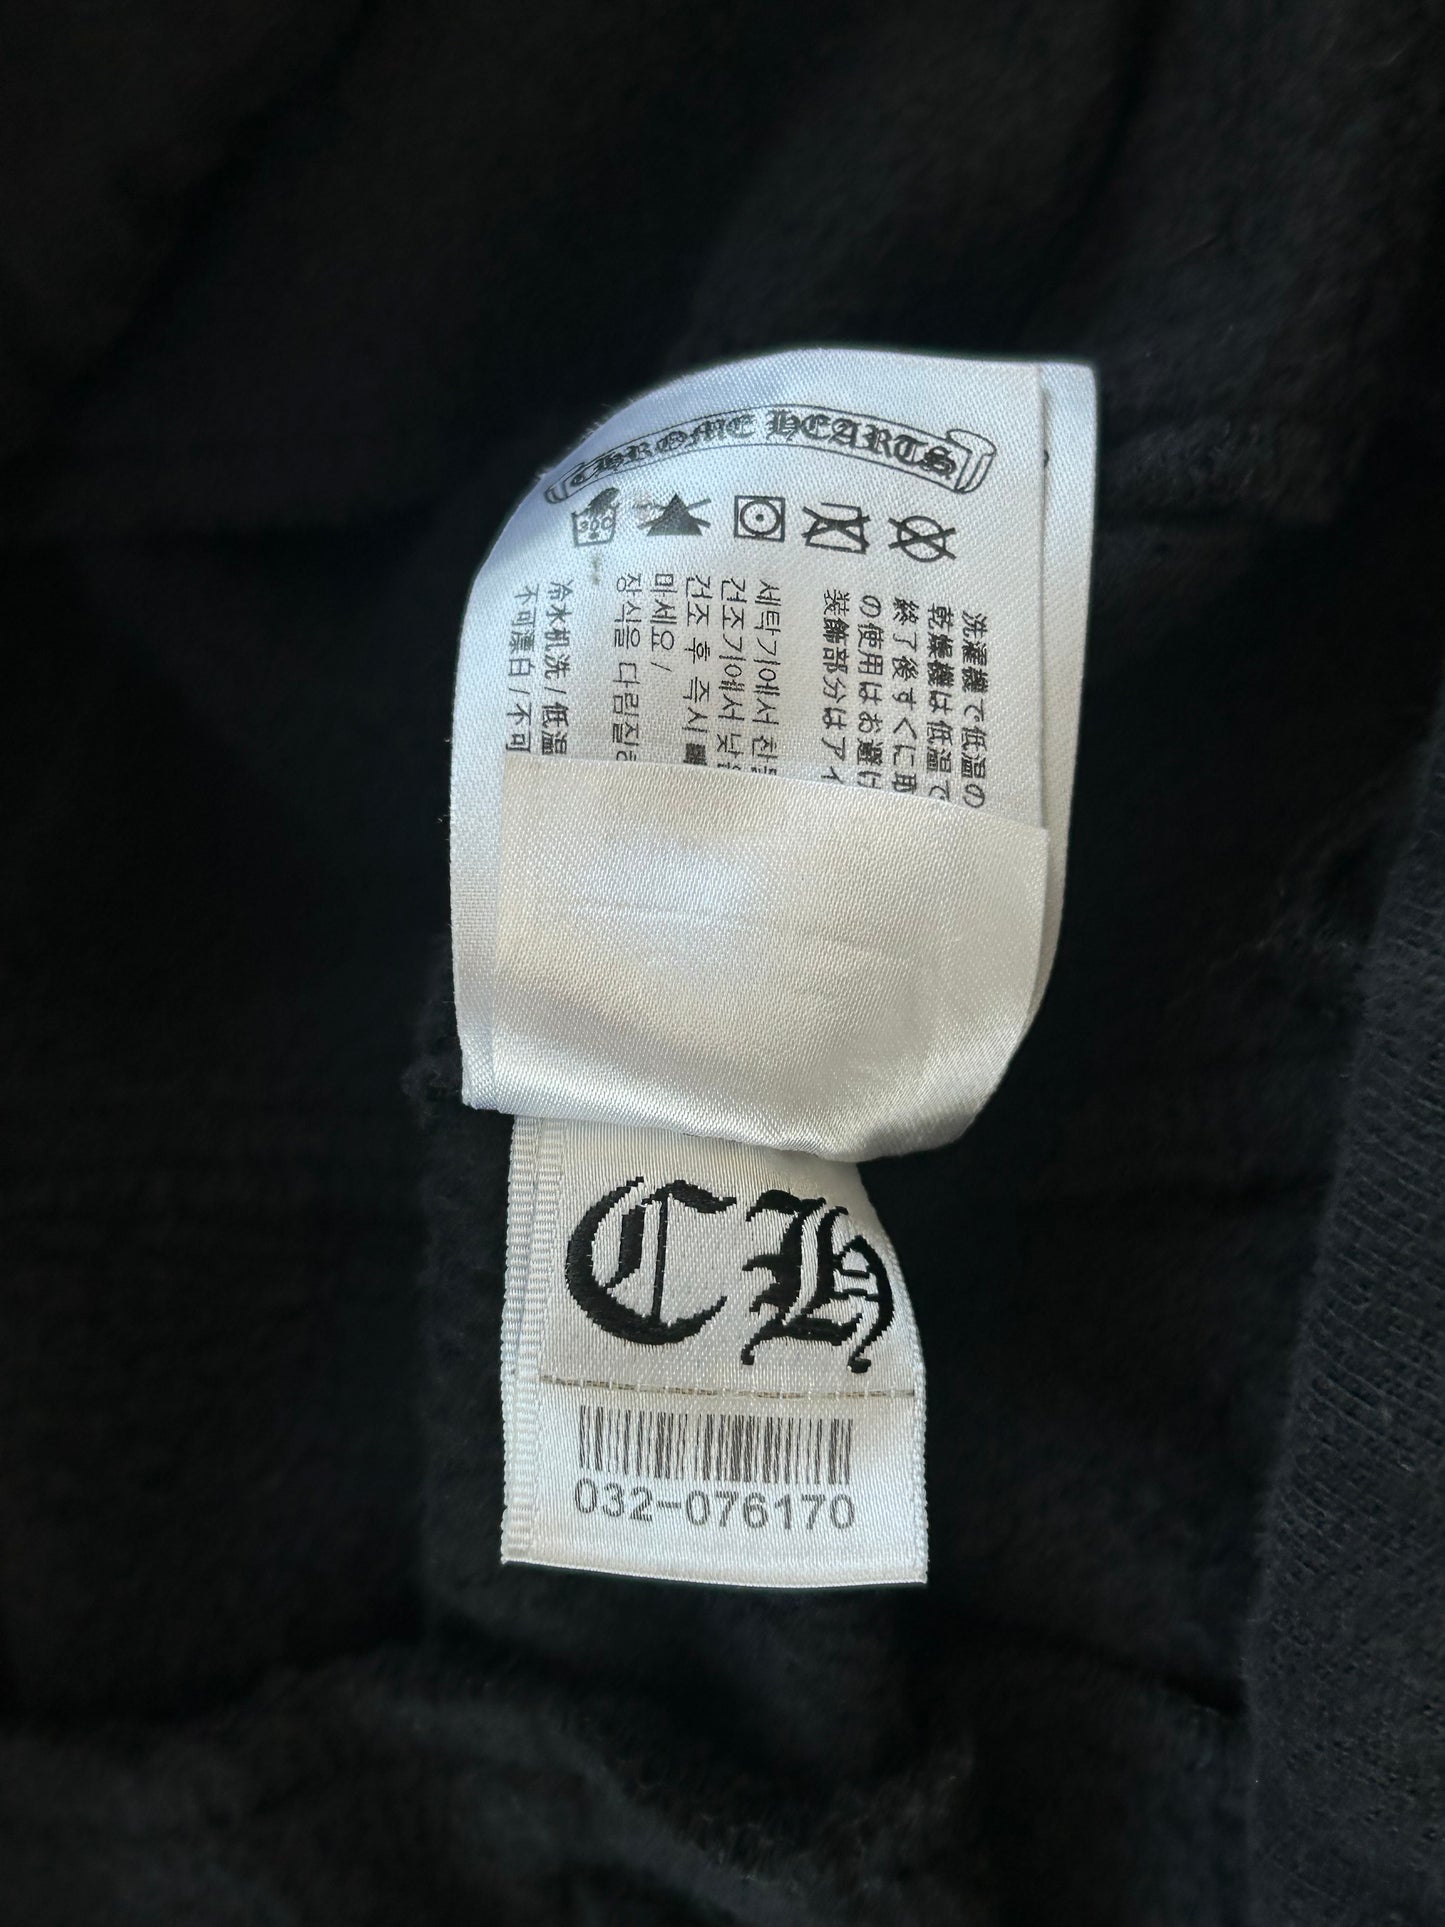 CHROME HEARTS
洗濯機で低温の
乾燥機は低温で
終了後すぐに取
の使用はお避け
装飾部分はアイ
세탁기에서 찬물
건조기에서 낮
건조 후 즉시
마세요 /
장식을 다림질
冷水机洗 / 低温
不可漂白 / 不可
CH
032-076170